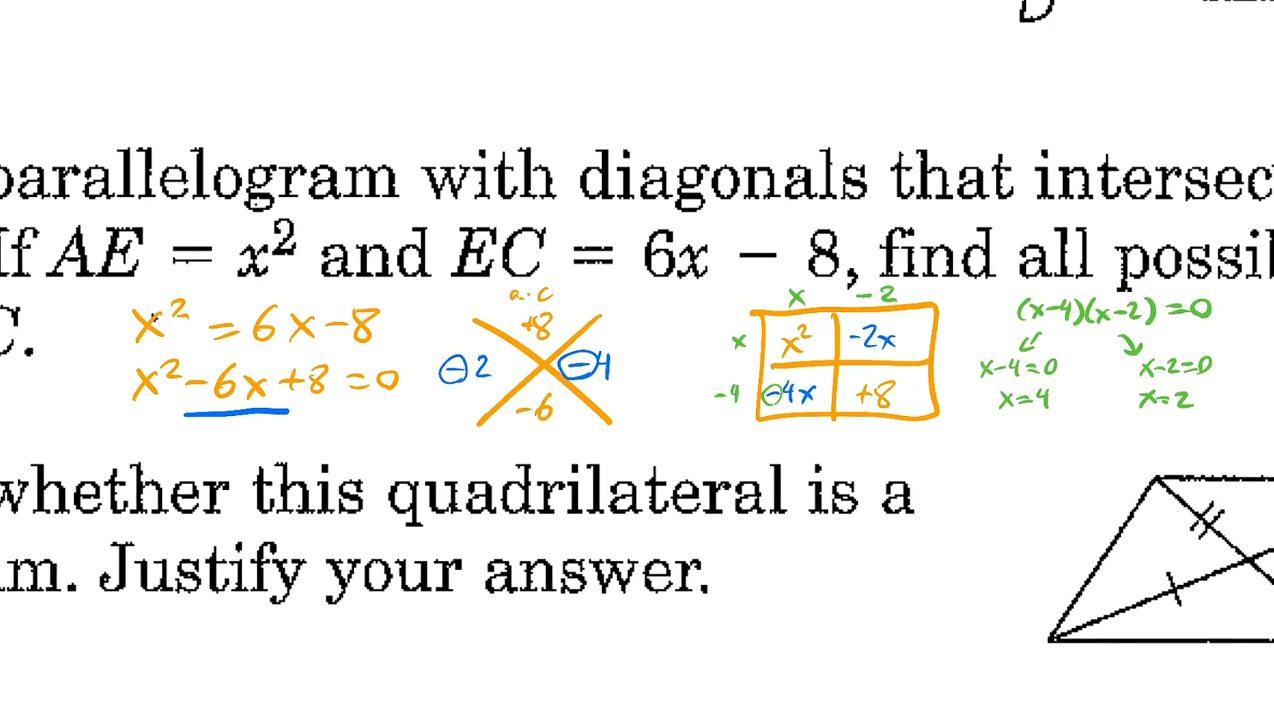 parallelogram with diagonals that intersec
If AE = x² and EC = 6x − 8, find all possi
C.
x² = 6x-8
x²-6x+8=0
a·c
+8
-2
-4
-6
x
-2
x
x²
-2x
-4
-4x
+8
(x-4)(x-2)=0
x-4=0
x-2=0
x=4
x=2
whether this quadrilateral is a
am. Justify your answer.